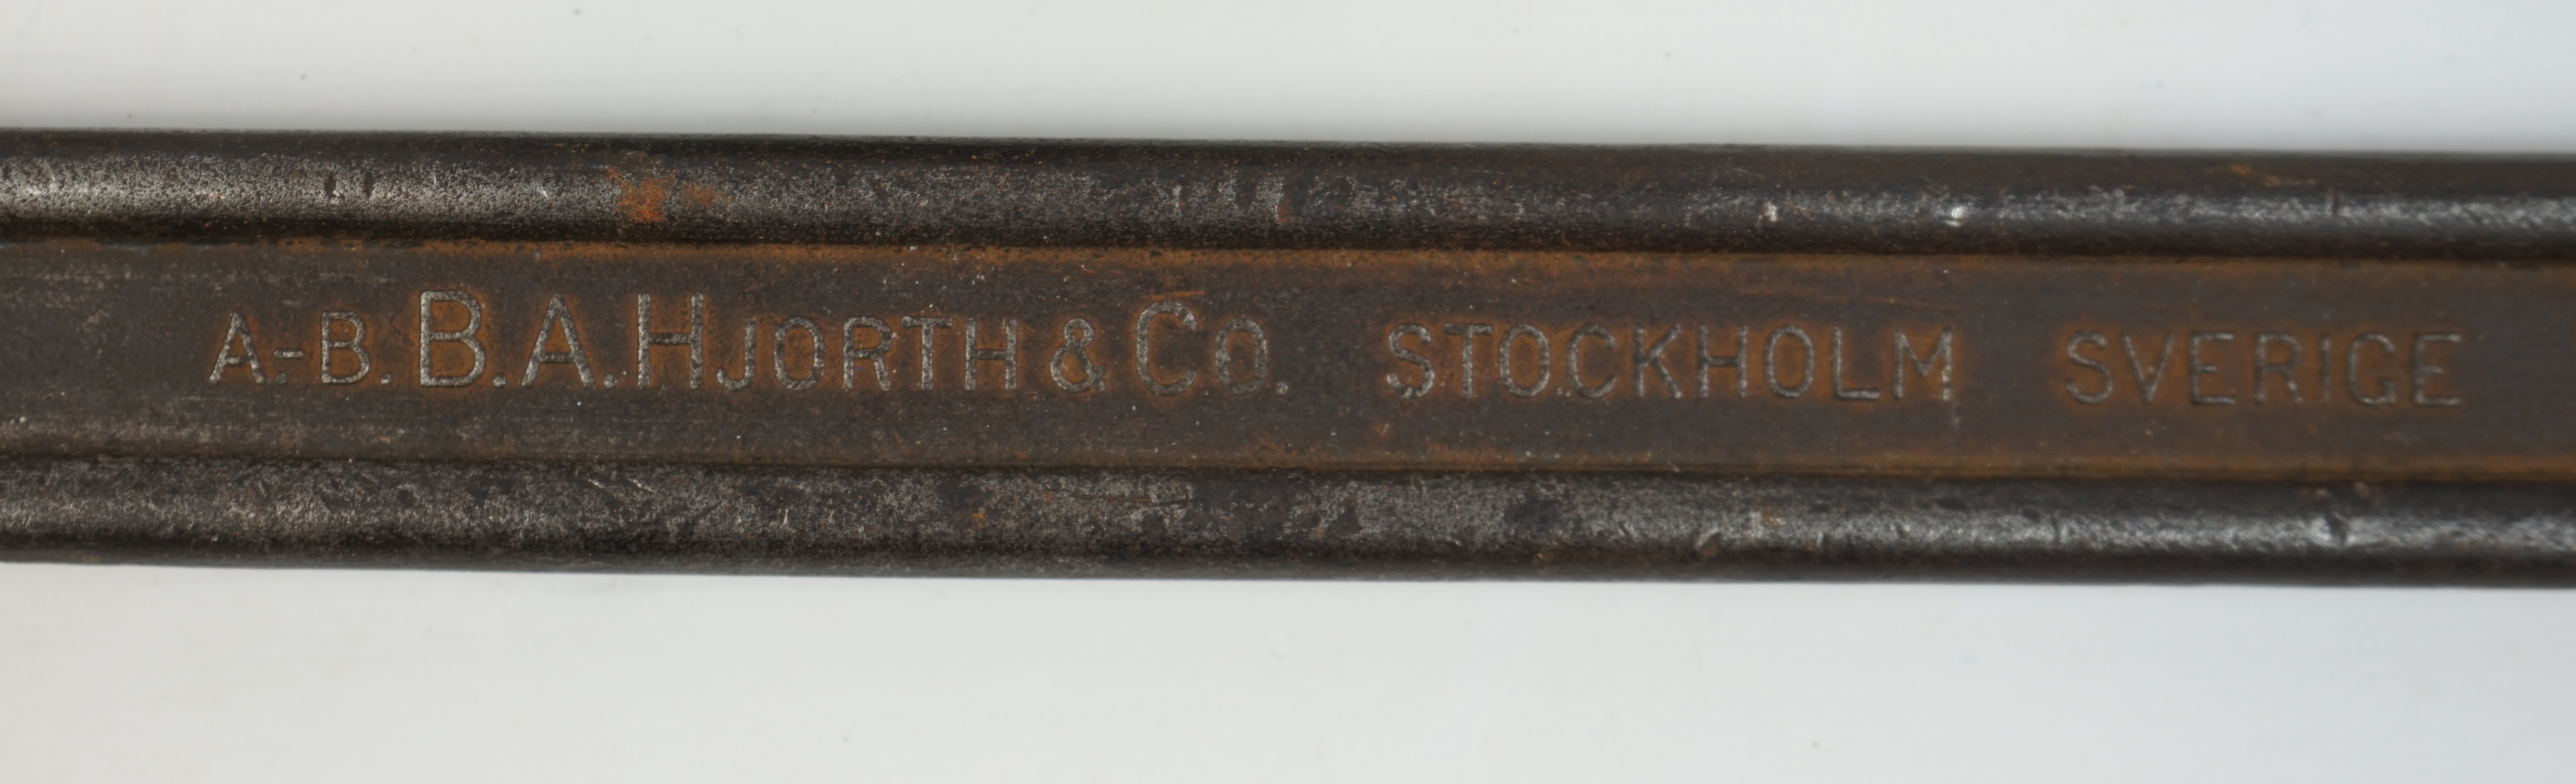 A.-B. B.A. HJORTH & CO. STOCKHOLM SVERIGE